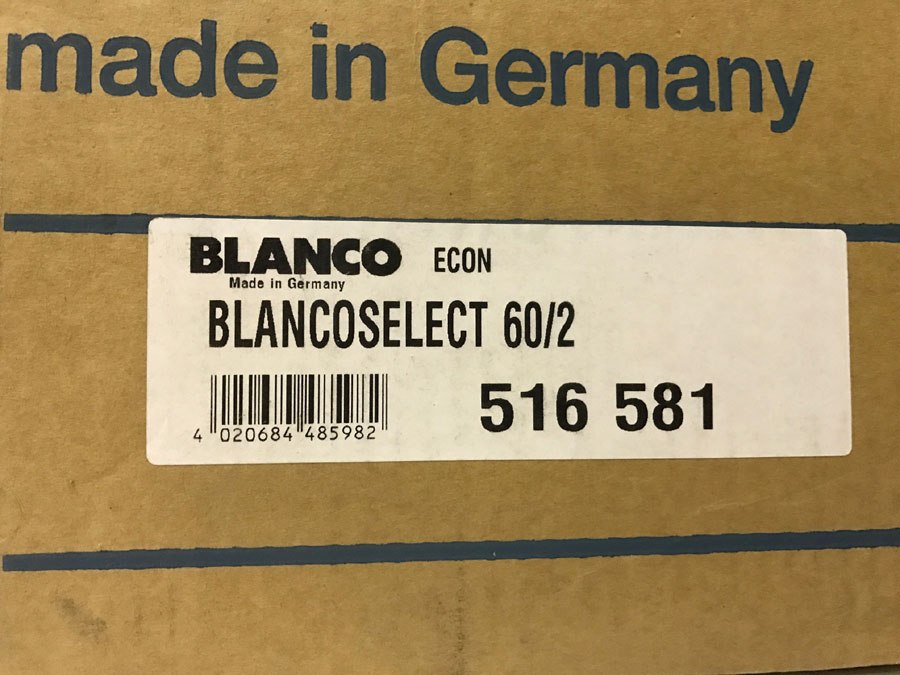 made in Germany
BLANCO ECON
Made in Germany
BLANCOSELECT 60/2
4 020684 485982
516 581